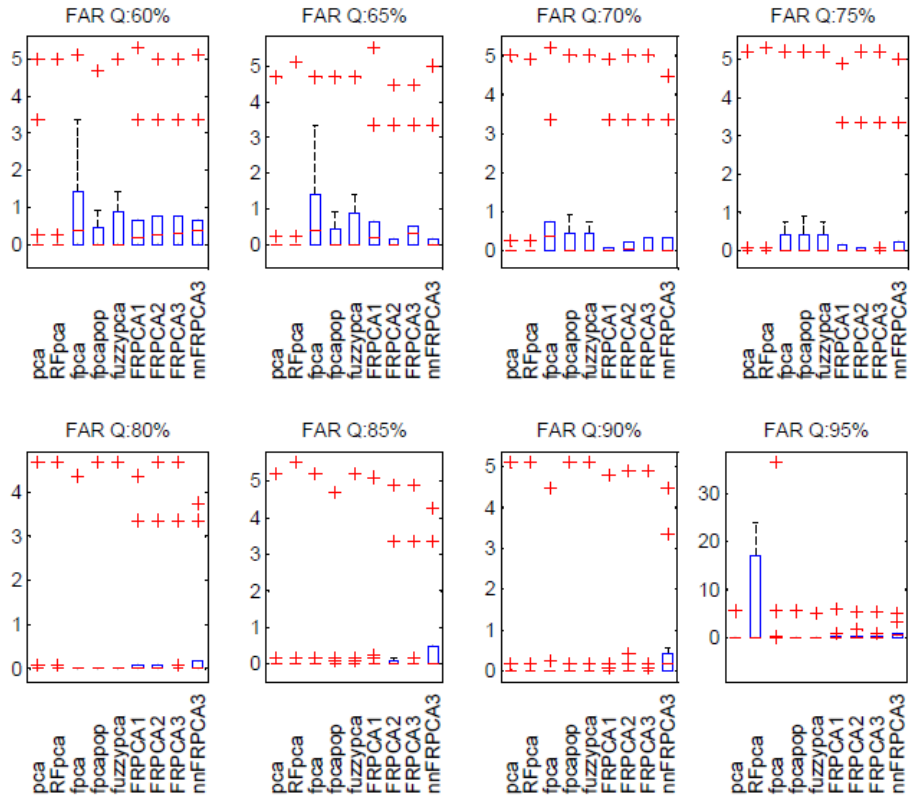 FAR Q:60% FAR Q:65% FAR Q:70% FAR Q:75%
5 5 5 5
4 4 4 4
3 3 3 3
2 2 2 2
1 1 1 1
0 0 0 0
pca RFpca fpca fpcapop fuzzypca FRPCA1 FRPCA2 FRPCA3 nnFRPCA3 pca RFpca fpca fpcapop fuzzypca FRPCA1 FRPCA2 FRPCA3 nnFRPCA3 pca RFpca fpca fpcapop fuzzypca FRPCA1 FRPCA2 FRPCA3 nnFRPCA3 pca RFpca fpca fpcapop fuzzypca FRPCA1 FRPCA2 FRPCA3 nnFRPCA3
FAR Q:80% FAR Q:85% FAR Q:90% FAR Q:95%
4 3 2 1 0
5 4 3 2 1 0
5 4 3 2 1 0
30 20 10 0
pca RFpca fpca fpcapop fuzzypca FRPCA1 FRPCA2 FRPCA3 nnFRPCA3 pca RFpca fpca fpcapop fuzzypca FRPCA1 FRPCA2 FRPCA3 nnFRPCA3 pca RFpca fpca fpcapop fuzzypca FRPCA1 FRPCA2 FRPCA3 nnFRPCA3 pca RFpca fpca fpcapop fuzzypca FRPCA1 FRPCA2 FRPCA3 nnFRPCA3